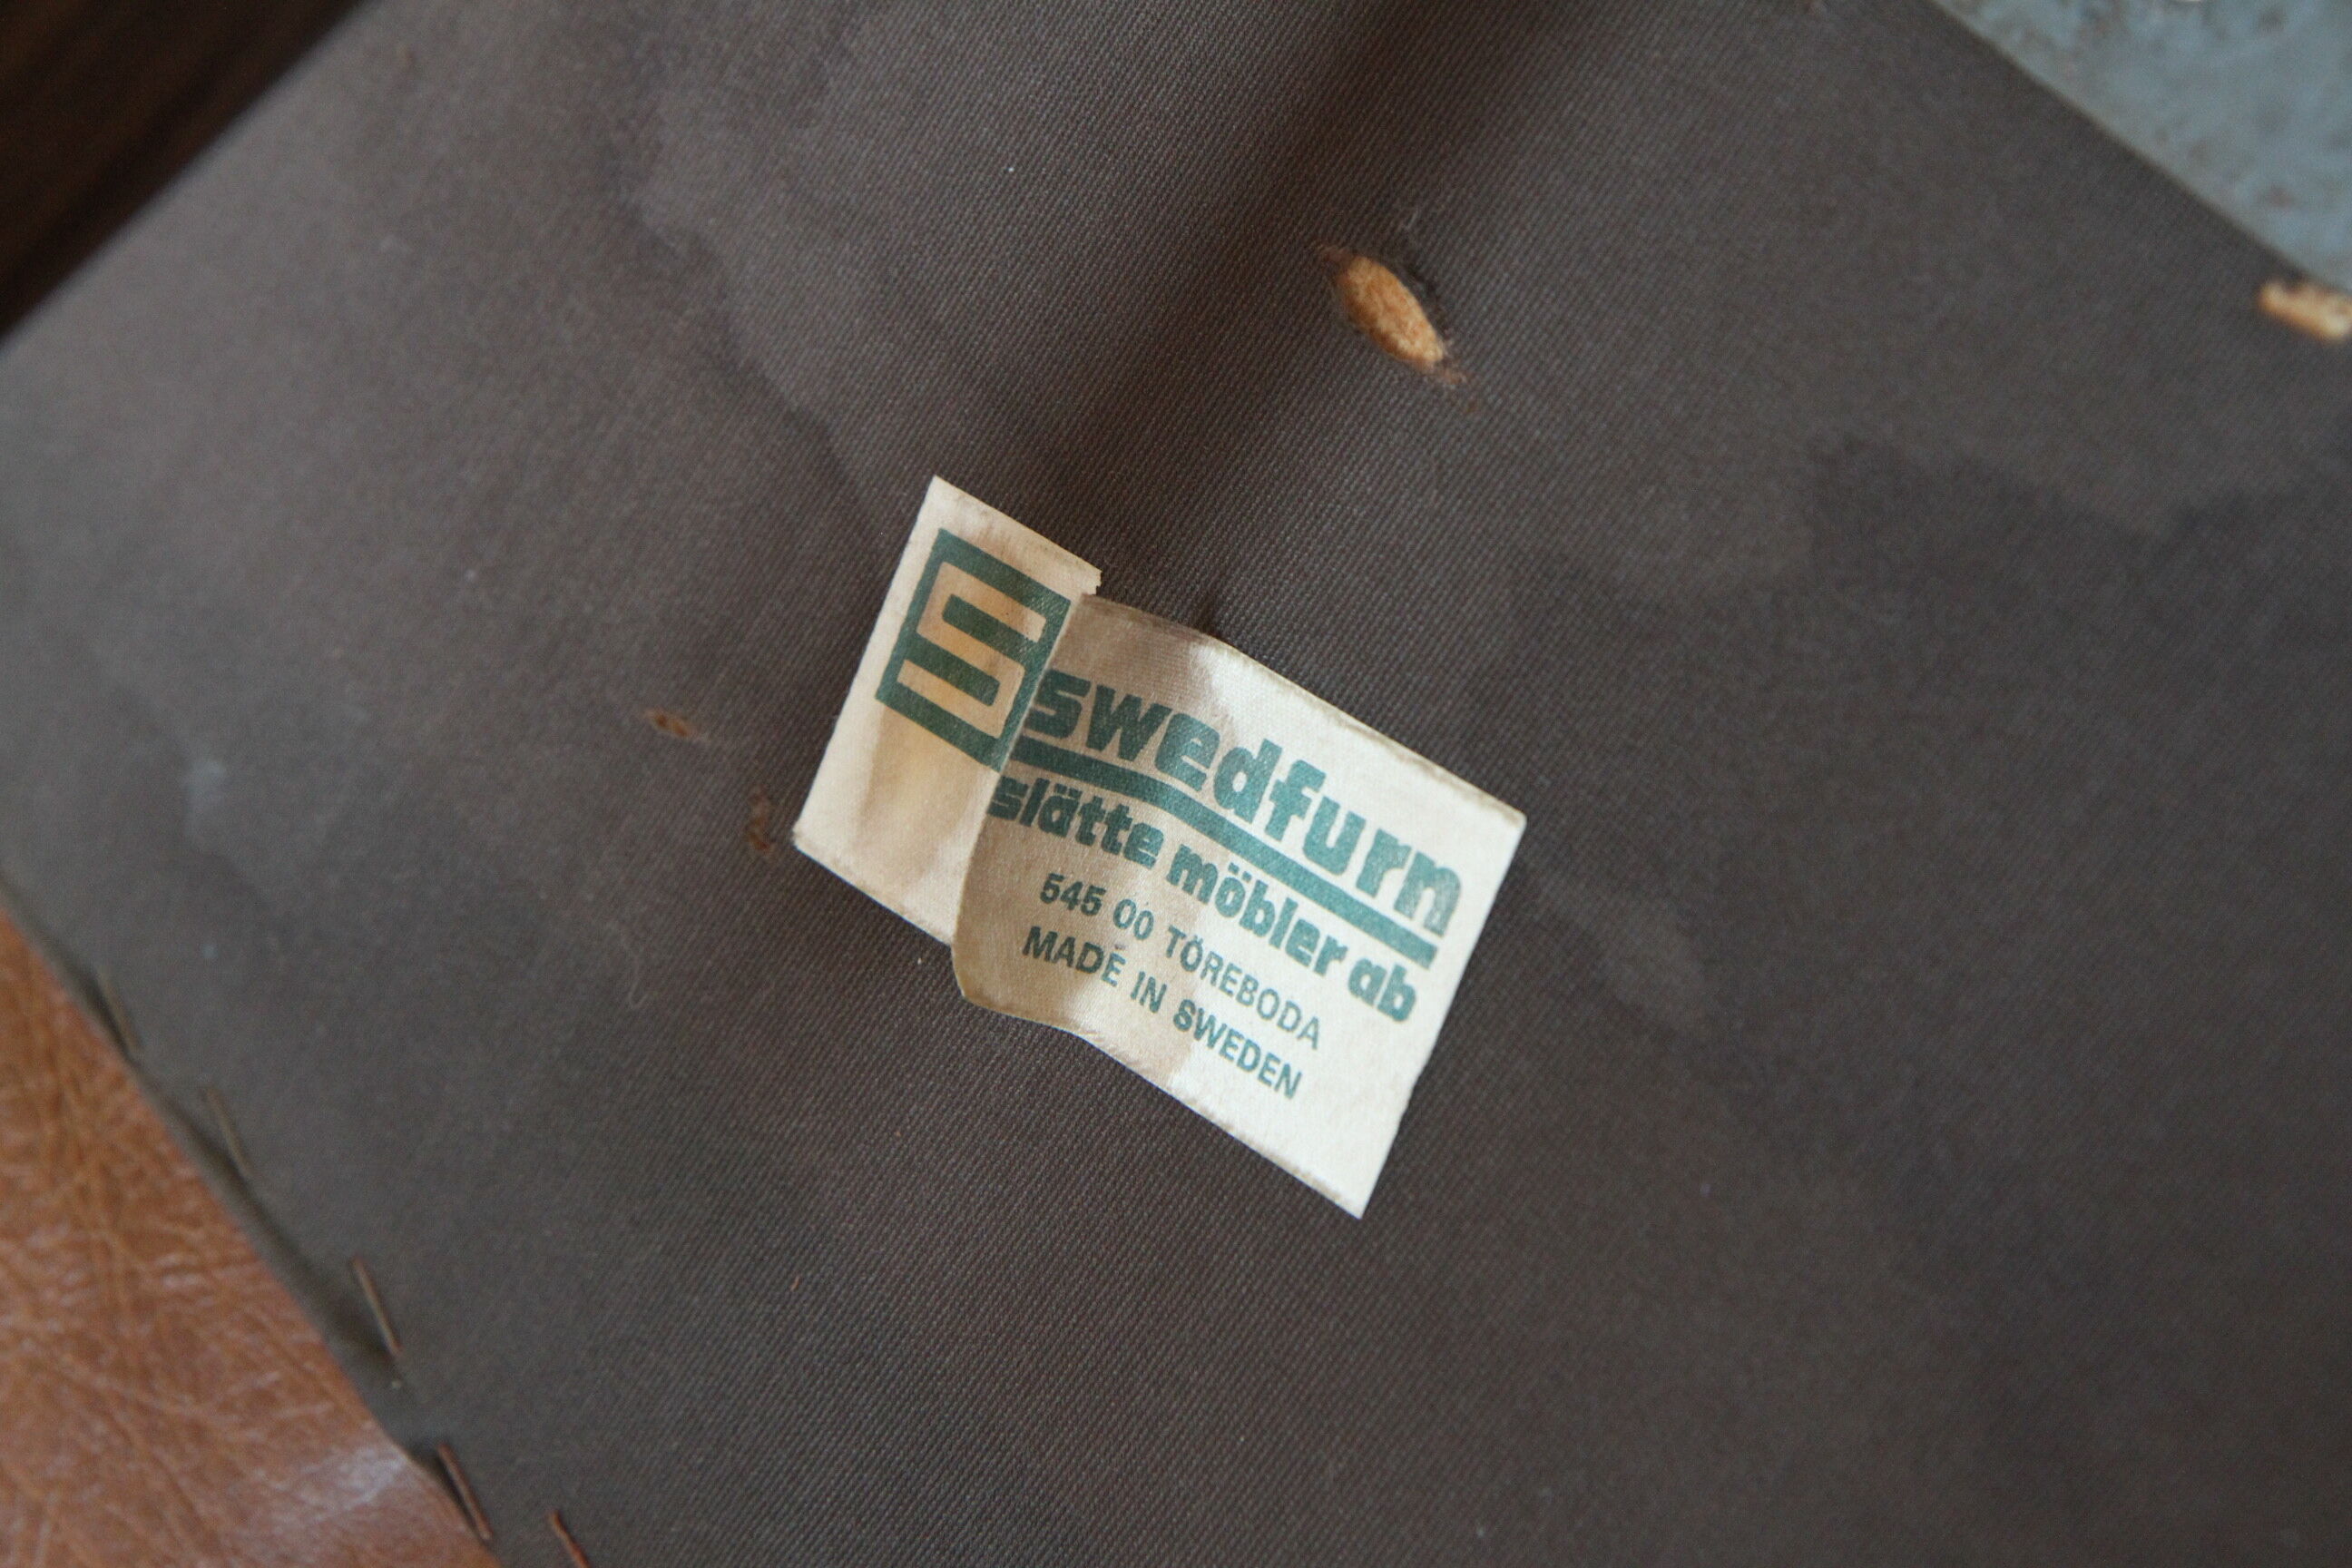 S swedfurn
slätte möbler ab
545 00 TÖREBODA
MADE IN SWEDEN